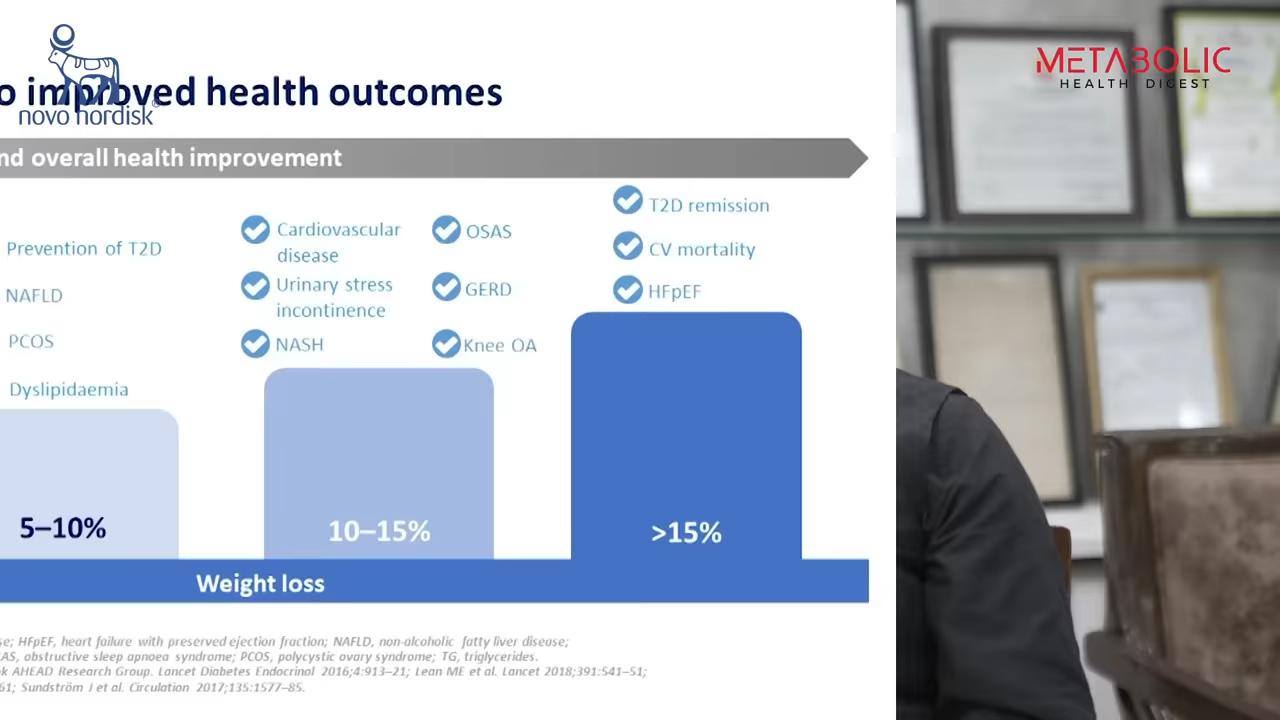 novo nordisk®
o improved health outcomes
METABOLIC
HEALTH DIGEST
nd overall health improvement
Prevention of T2D
NAFLD
PCOS
Dyslipidaemia
Cardiovascular
disease
Urinary stress
incontinence
NASH
OSAS
GERD
Knee OA
T2D remission
CV mortality
HFpEF
5–10%
10–15%
>15%
Weight loss
se; HFpEF, heart failure with preserved ejection fraction; NAFLD, non-alcoholic fatty liver disease;
AS, obstructive sleep apnoea syndrome; PCOS, polycystic ovary syndrome; TG, triglycerides.
ok AHEAD Research Group. Lancet Diabetes Endocrinol 2016;4:913–21; Lean ME et al. Lancet 2018;391:541–51;
61; Sundström J et al. Circulation 2017;135:1577–85.